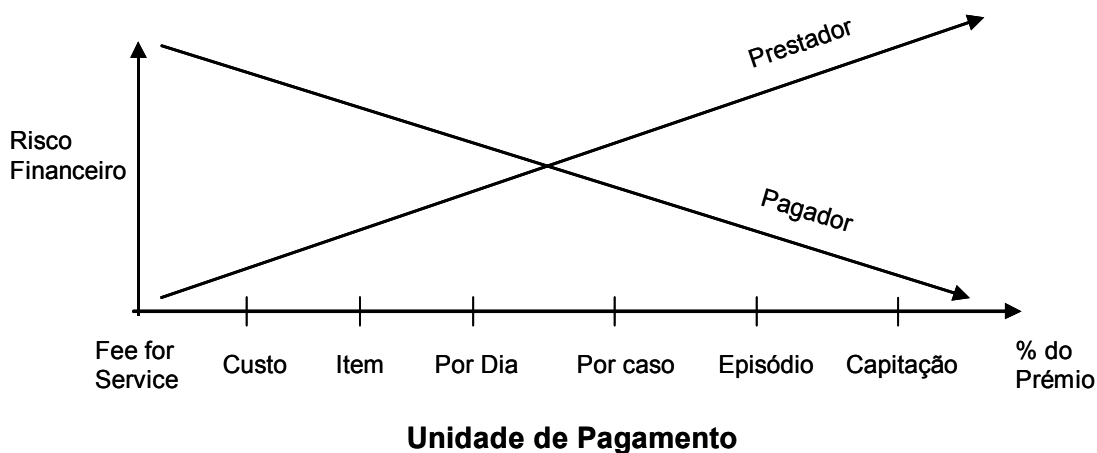 Prestador
Risco
Financeiro
Pagador
Fee for
Service
Custo
Item
Por Dia
Por caso
Episódio
Capitação
% do
Prémio
Unidade de Pagamento